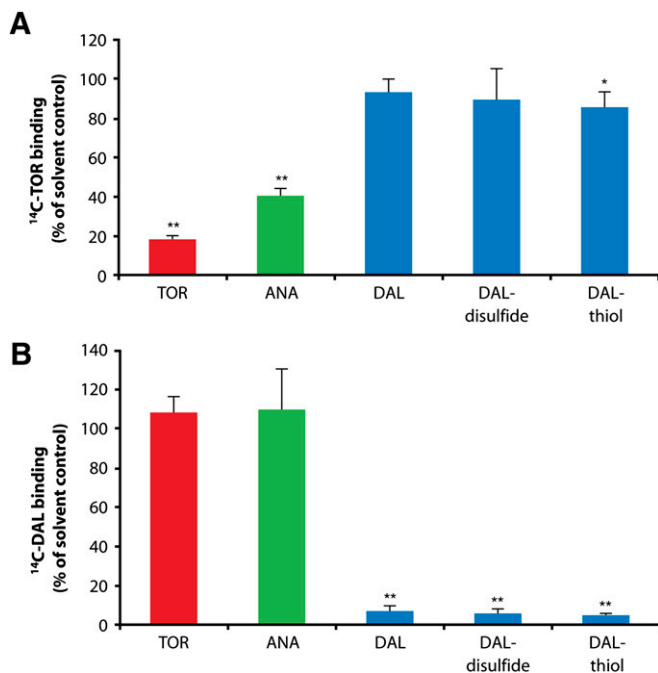 A
¹⁴C-TOR binding
(% of solvent control)
120
100
80
60
40
20
0
**
**
*
TOR ANA DAL DAL- DAL-
disulfide thiol
B
¹⁴C-DAL binding
(% of solvent control)
140
120
100
80
60
40
20
0
**
**
**
TOR ANA DAL DAL- DAL-
disulfide thiol